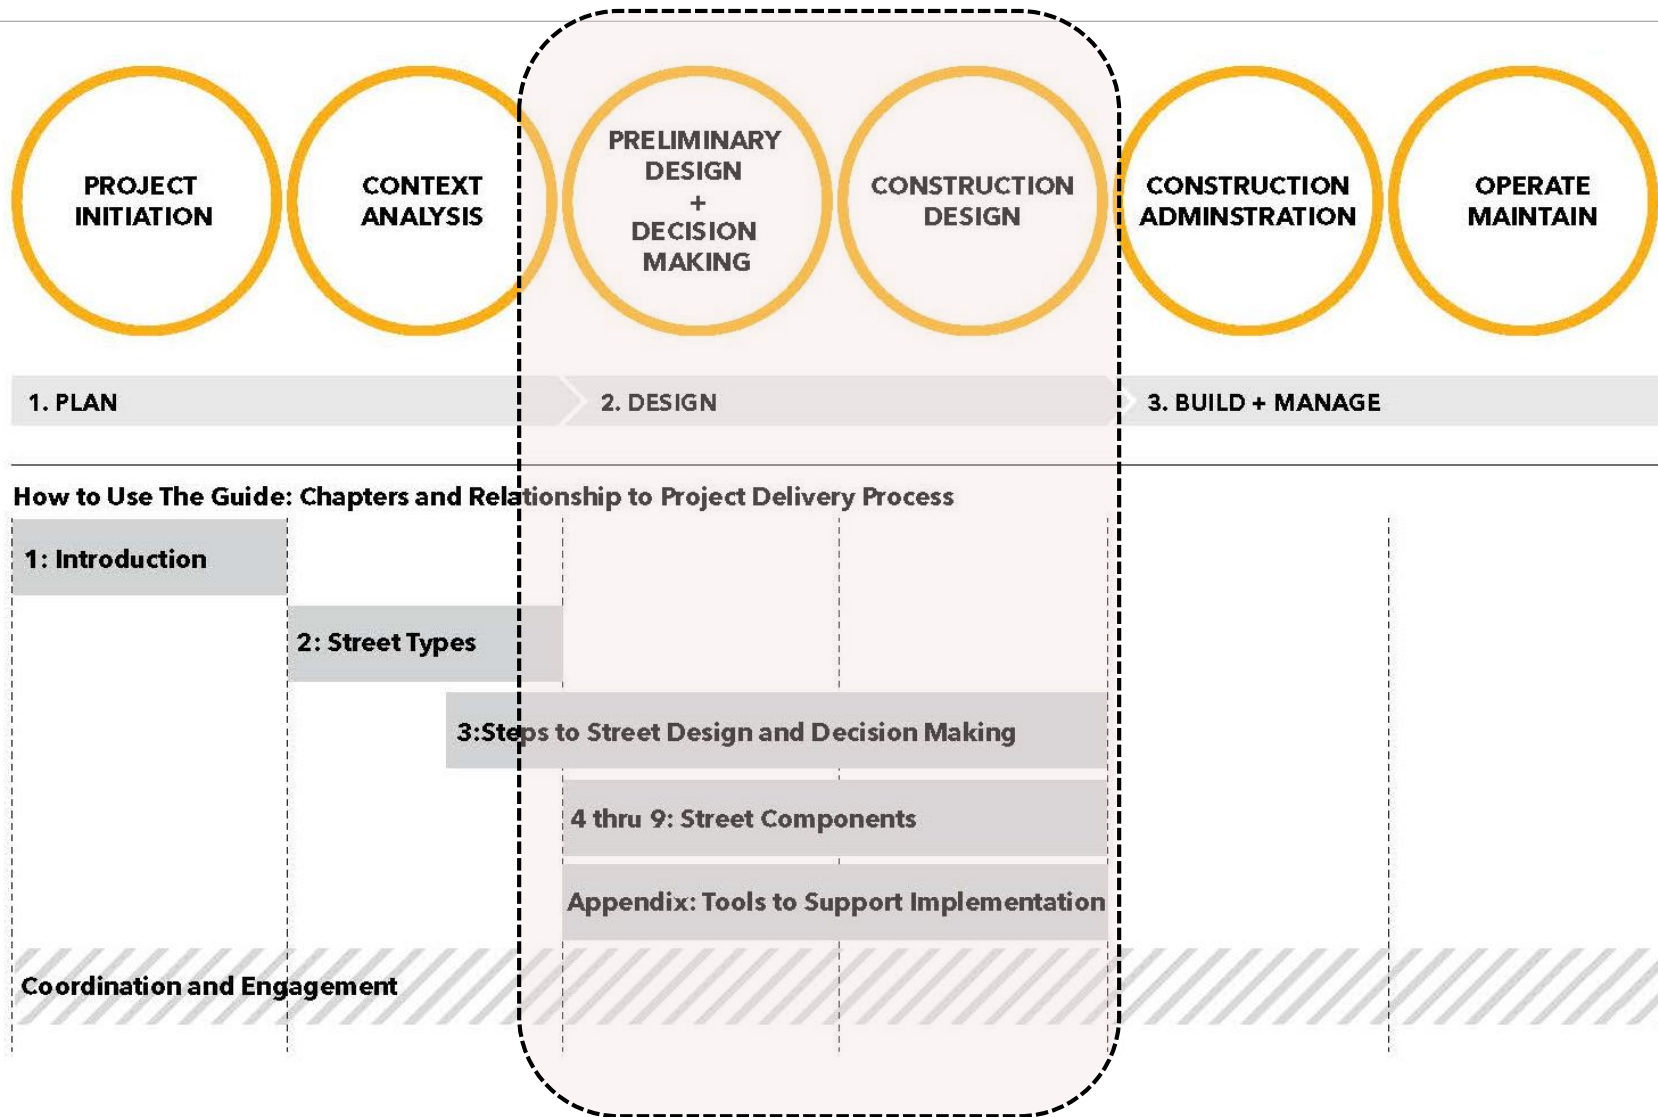 PROJECT
INITIATION
CONTEXT
ANALYSIS
PRELIMINARY
DESIGN
+
DECISION
MAKING
CONSTRUCTION
DESIGN
CONSTRUCTION
ADMINSTRATION
OPERATE
MAINTAIN
1. PLAN
2. DESIGN
3. BUILD + MANAGE
How to Use The Guide: Chapters and Relationship to Project Delivery Process
1: Introduction
2: Street Types
3:Steps to Street Design and Decision Making
4 thru 9: Street Components
Appendix: Tools to Support Implementation
Coordination and Engagement